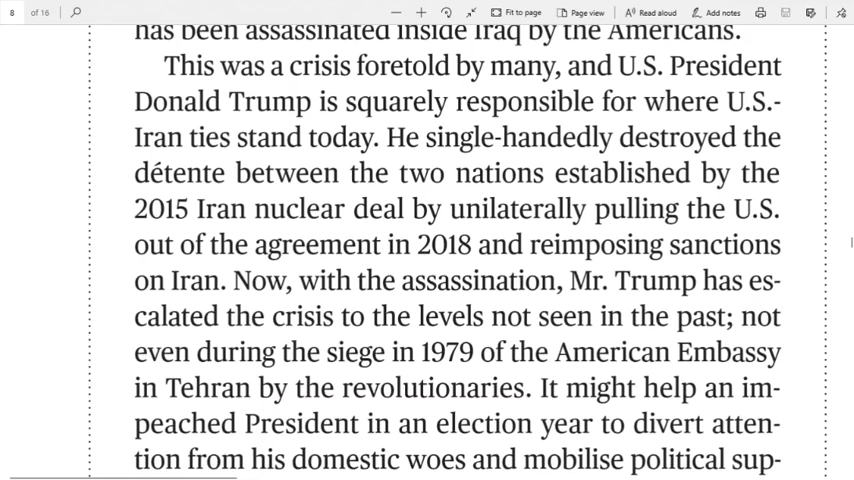 8 of 16 Fit to page Page view Read aloud Add notes
has been assassinated inside Iraq by the Americans.
This was a crisis foretold by many, and U.S. President
Donald Trump is squarely responsible for where U.S.-
Iran ties stand today. He single-handedly destroyed the
détente between the two nations established by the
2015 Iran nuclear deal by unilaterally pulling the U.S.
out of the agreement in 2018 and reimposing sanctions
on Iran. Now, with the assassination, Mr. Trump has es-
calated the crisis to the levels not seen in the past; not
even during the siege in 1979 of the American Embassy
in Tehran by the revolutionaries. It might help an im-
peached President in an election year to divert atten-
tion from his domestic woes and mobilise political sup-